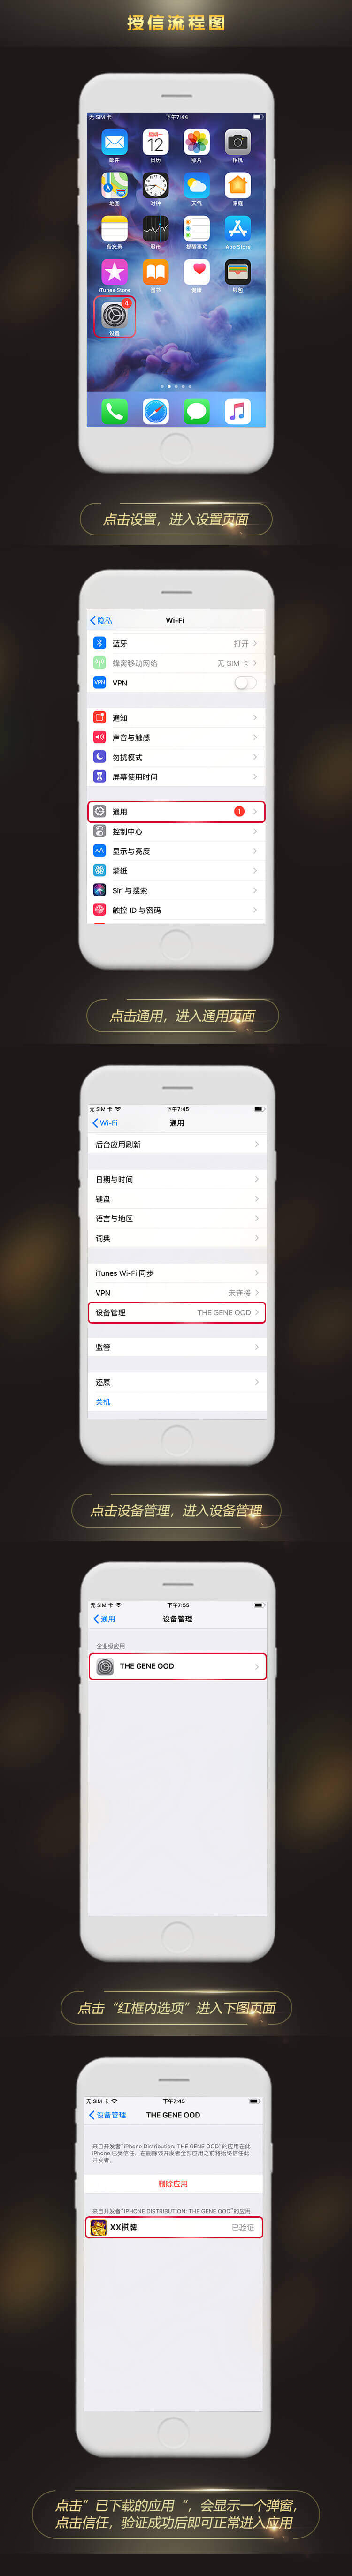 授信流程图
无 SIM 卡
下午7:44
星期一
12
邮件
日历
照片
相机
地图
时钟
天气
家庭
备忘录
股市
提醒事项
App Store
iTunes Store
图书
健康
钱包
4
设置
点击设置，进入设置页面
隐私
Wi-Fi
蓝牙
打开
蜂窝移动网络
无 SIM 卡
VPN
VPN
通知
声音与触感
勿扰模式
屏幕使用时间
通用
1
控制中心
AA
显示与亮度
墙纸
Siri 与搜索
触控 ID 与密码
点击通用，进入通用页面
无 SIM 卡
下午7:45
Wi-Fi
通用
后台应用刷新
日期与时间
键盘
语言与地区
词典
iTunes Wi-Fi 同步
VPN
未连接
设备管理
THE GENE OOD
监管
还原
关机
点击设备管理，进入设备管理
无 SIM 卡
下午7:55
通用
设备管理
企业级应用
THE GENE OOD
点击“红框内选项”进入下图页面
无 SIM 卡
下午7:45
设备管理
THE GENE OOD
来自开发者“iPhone Distribution: THE GENE OOD”的应用在此
iPhone 已受信任，在删除该开发者全部应用之前将始终信任此
开发者。
删除应用
来自开发者“IPHONE DISTRIBUTION: THE GENE OOD”的应用
XX棋牌
已验证
点击”已下载的应用“，会显示一个弹窗，
点击信任，验证成功后即可正常进入应用